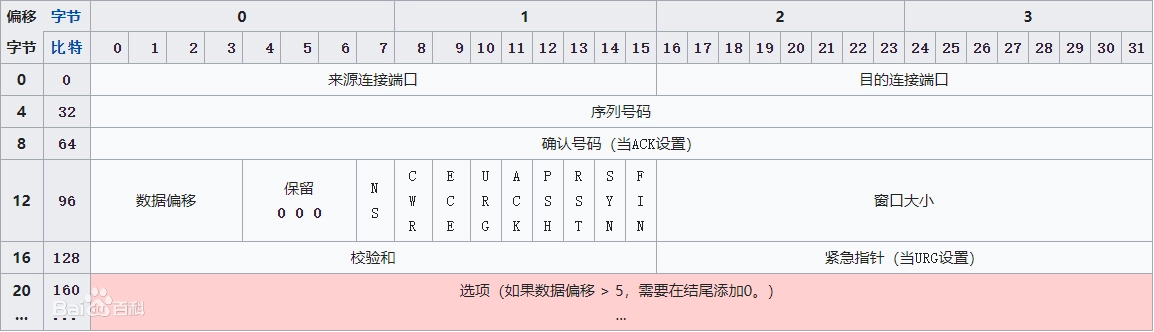 偏移 字节 0 1 2 3
字节 比特 0 1 2 3 4 5 6 7 8 9 10 11 12 13 14 15 16 17 18 19 20 21 22 23 24 25 26 27 28 29 30 31
0 0 来源连接端口 目的连接端口
4 32 序列号码
8 64 确认号码（当ACK设置）
12 96 数据偏移 保留 0 0 0 NS CWR ECE URG ACK PSH RST SYN FIN 窗口大小
16 128 校验和 紧急指针（当URG设置）
20 160 选项（如果数据偏移 > 5，需要在结尾添加0。）
... ... ...
Bai百科